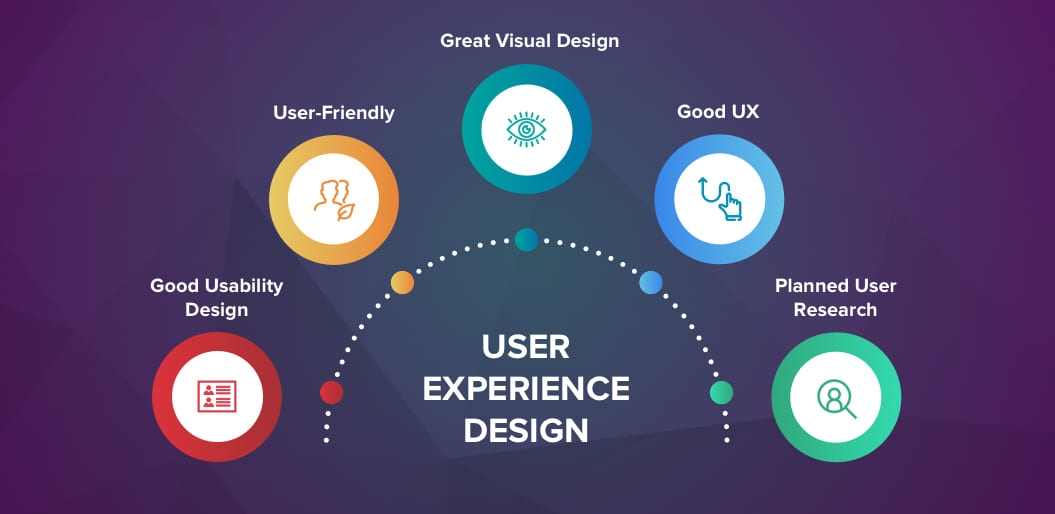 Great Visual Design
User-Friendly
Good UX
Good Usability
Design
Planned User
Research
USER
EXPERIENCE
DESIGN